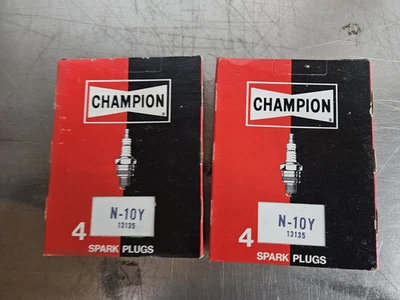 CHAMPION
N-10Y
13135
4
SPARK PLUGS
CHAMPION
N-10Y
13135
4
SPARK PLUGS